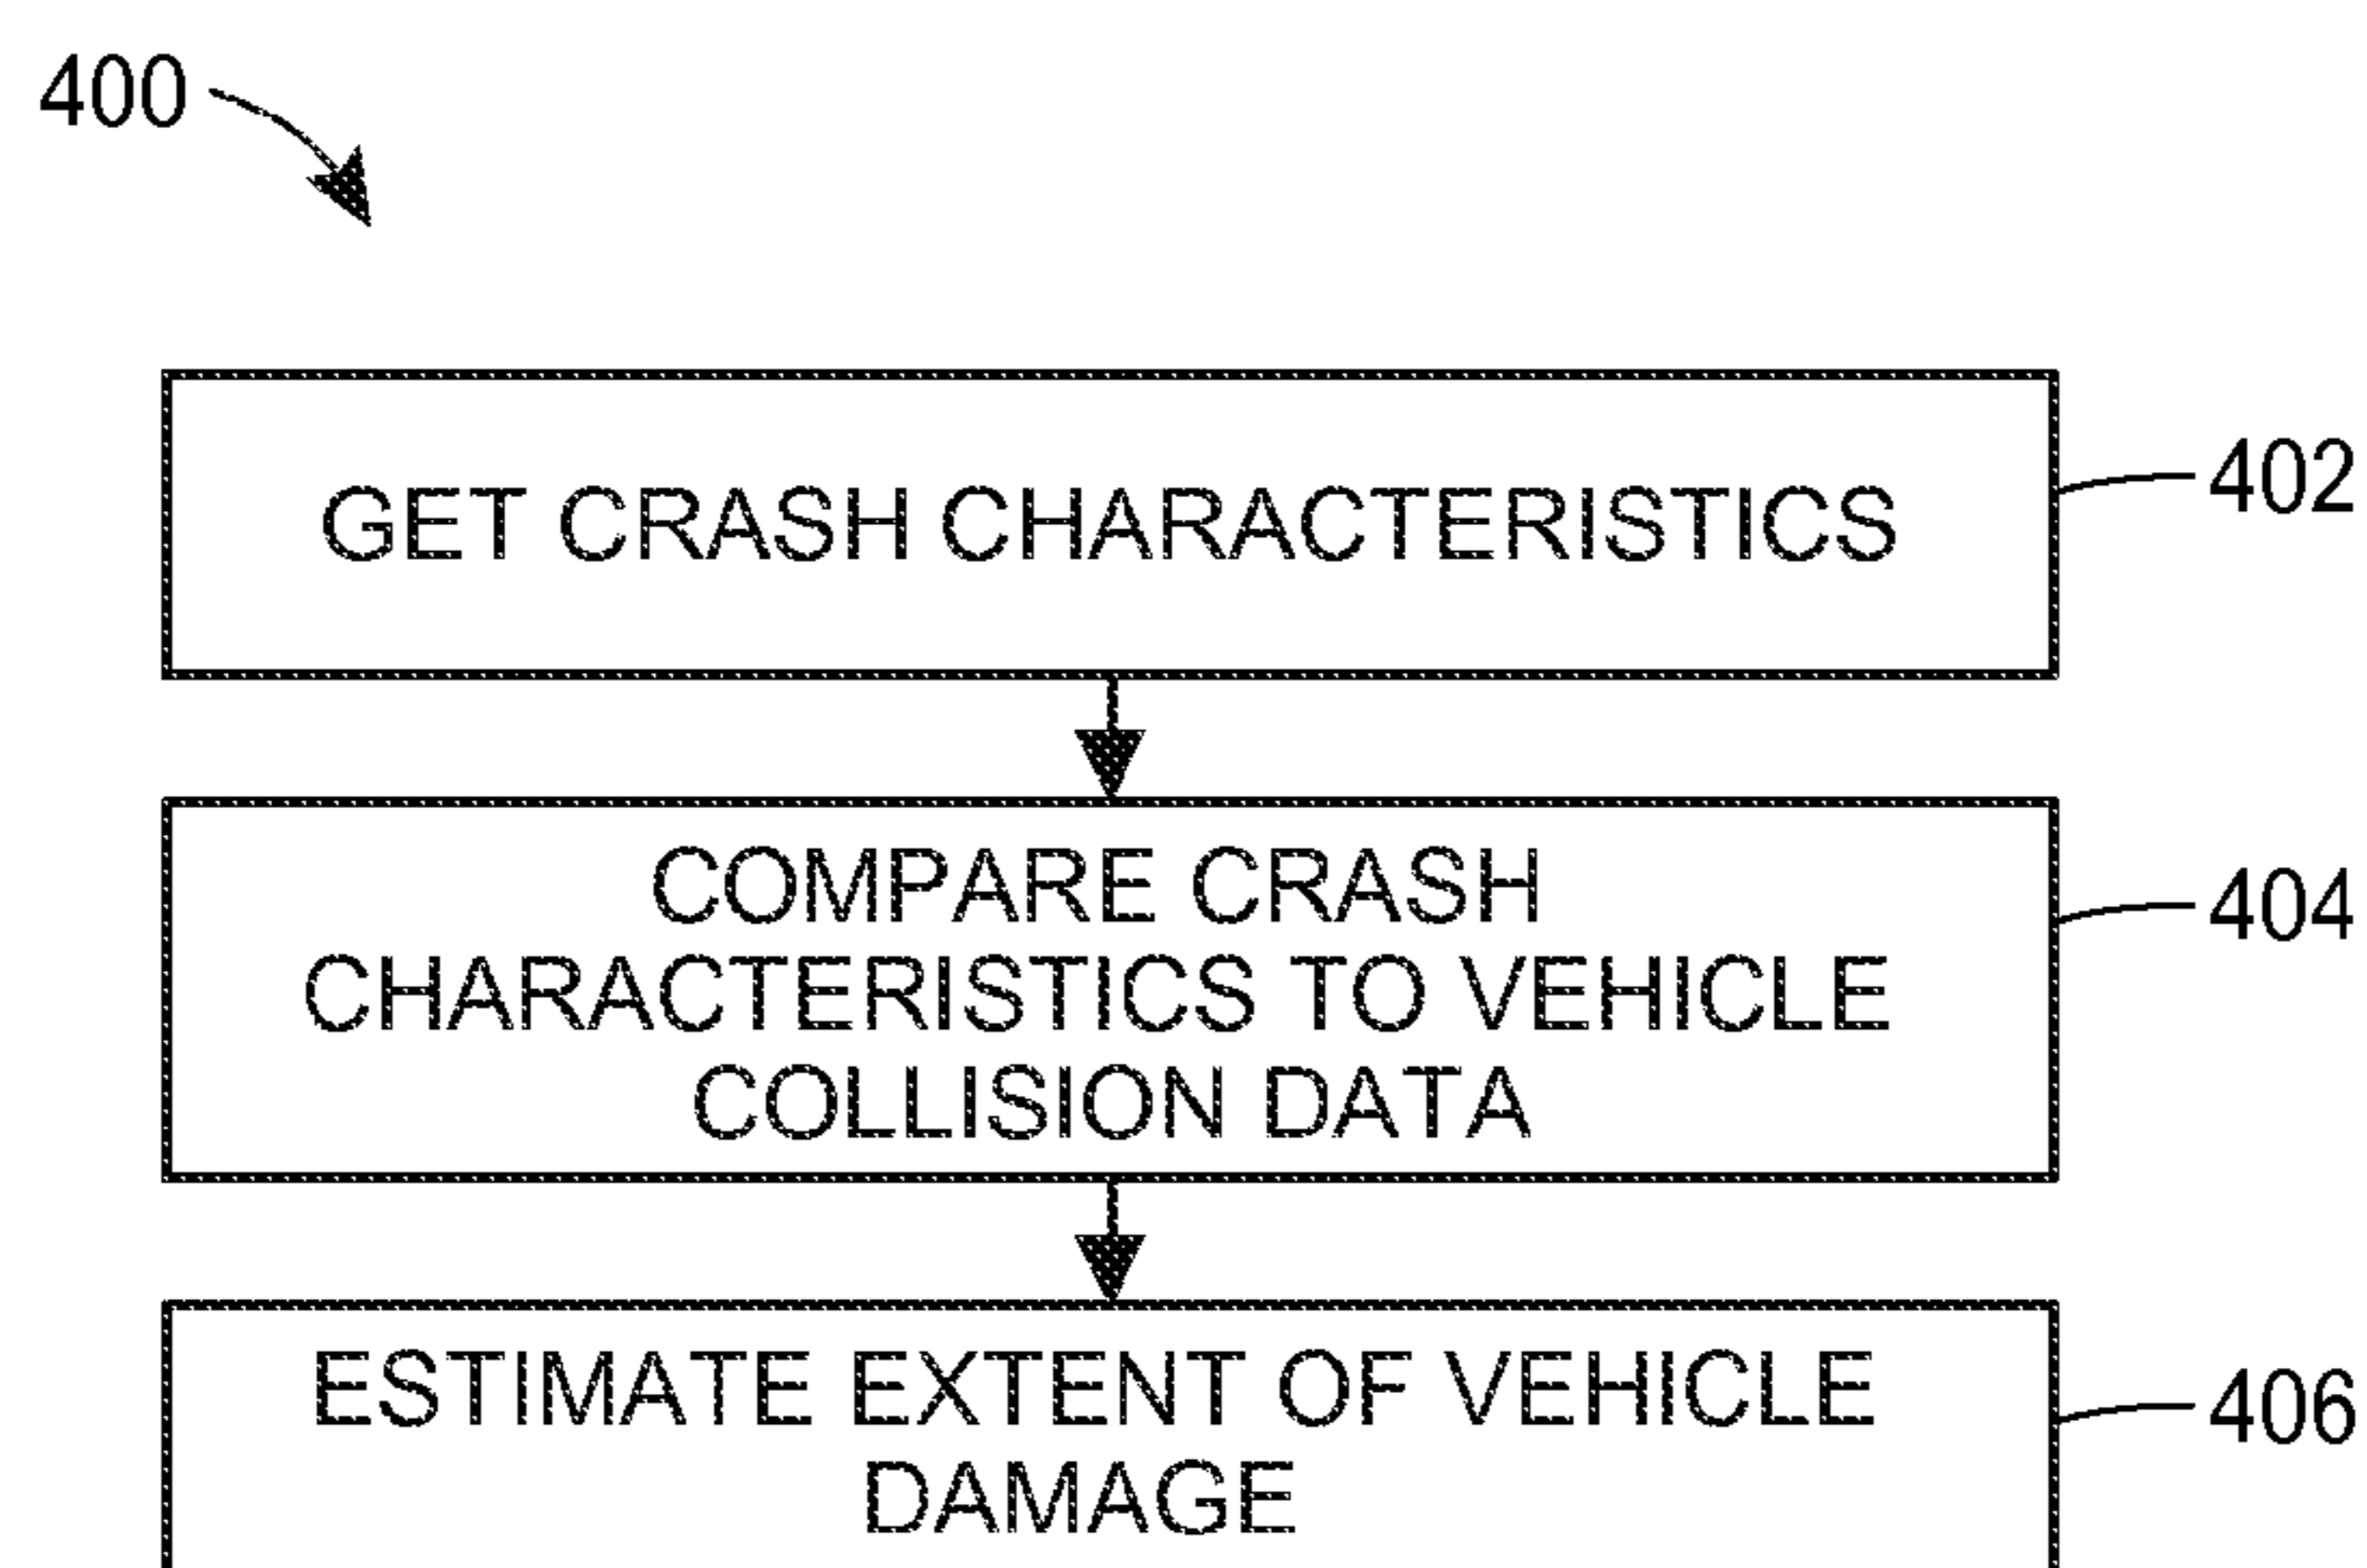 400
GET CRASH CHARACTERISTICS
402
COMPARE CRASH
CHARACTERISTICS TO VEHICLE
COLLISION DATA
404
ESTIMATE EXTENT OF VEHICLE
DAMAGE
406